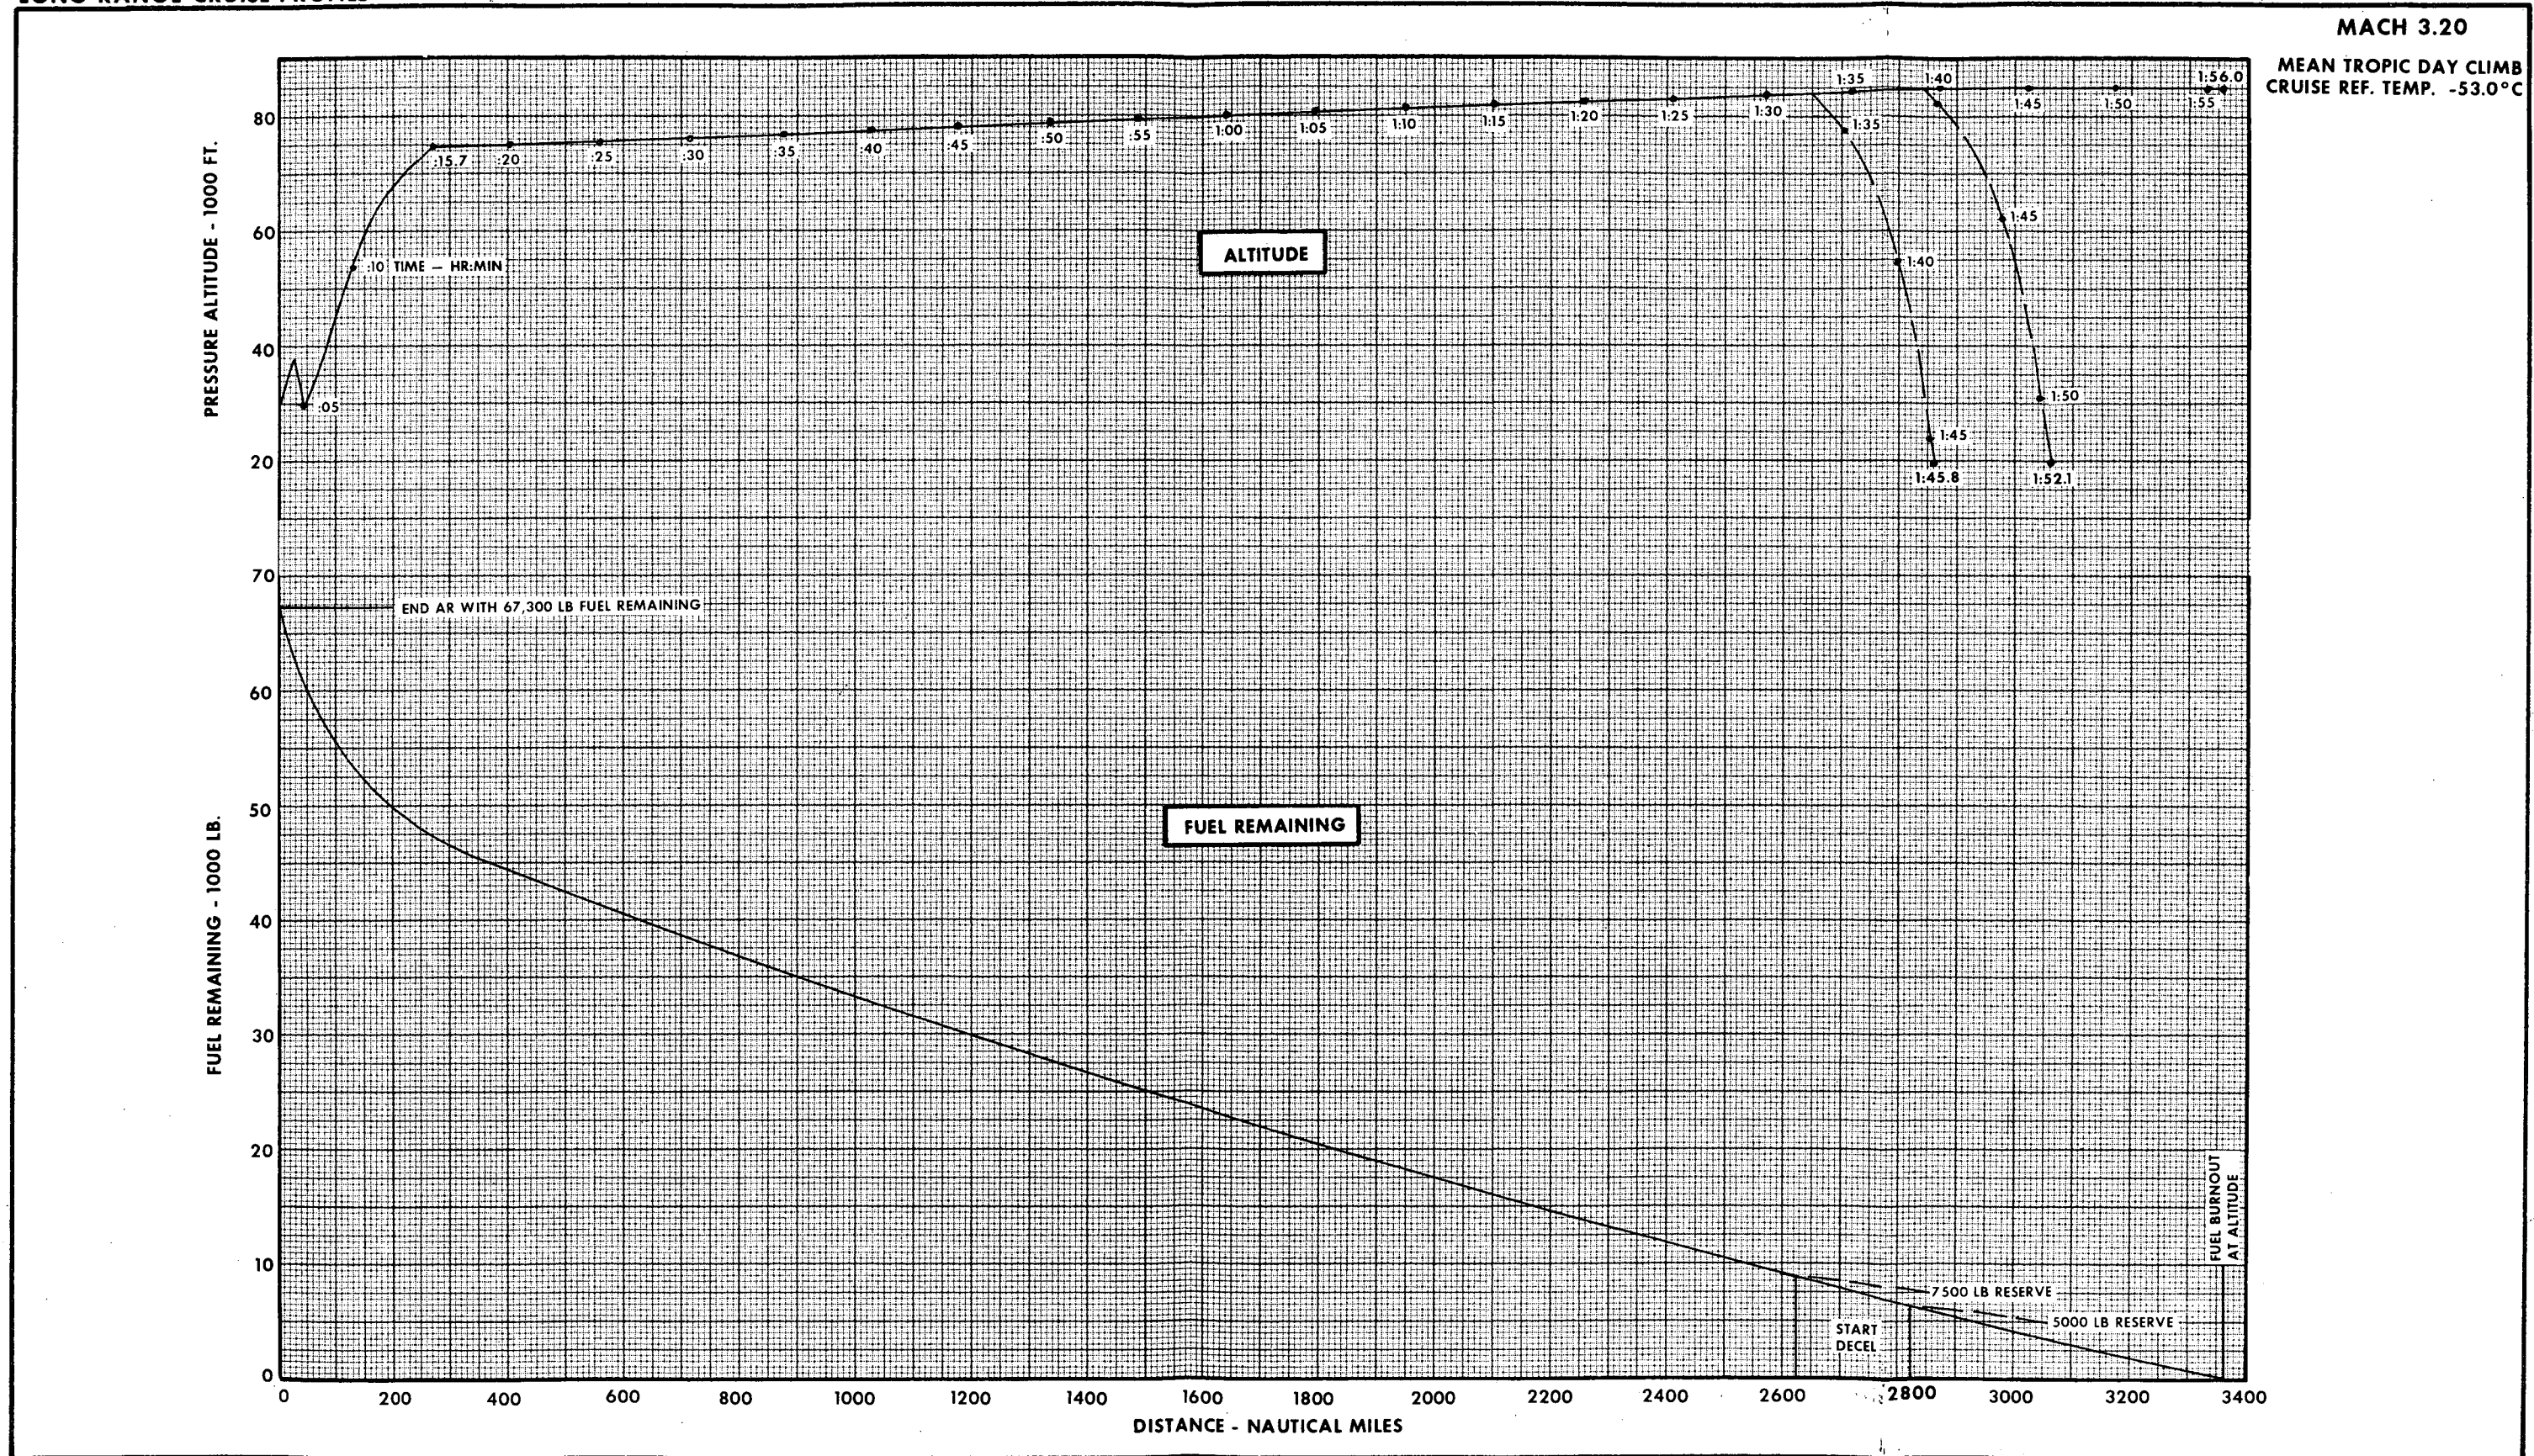 LONG RANGE CRUISE PROFILE
MACH 3.20
MEAN TROPIC DAY CLIMB
CRUISE REF. TEMP. -53.0°C
PRESSURE ALTITUDE - 1000 FT.
80
60
40
20
:05
:10 TIME — HR:MIN
:15.7
:20
:25
:30
:35
:40
:45
:50
:55
1:00
1:05
1:10
1:15
1:20
1:25
1:30
1:35
1:40
1:45
1:50
1:55
1:56.0
1:35
1:40
1:45
1:45.8
1:45
1:50
1:52.1
ALTITUDE
FUEL REMAINING - 1000 LB.
70
60
50
40
30
20
10
0
END AR WITH 67,300 LB FUEL REMAINING
FUEL REMAINING
7500 LB RESERVE
5000 LB RESERVE
START
DECEL
FUEL BURNOUT
AT ALTITUDE
0 200 400 600 800 1000 1200 1400 1600 1800 2000 2200 2400 2600 2800 3000 3200 3400
DISTANCE - NAUTICAL MILES